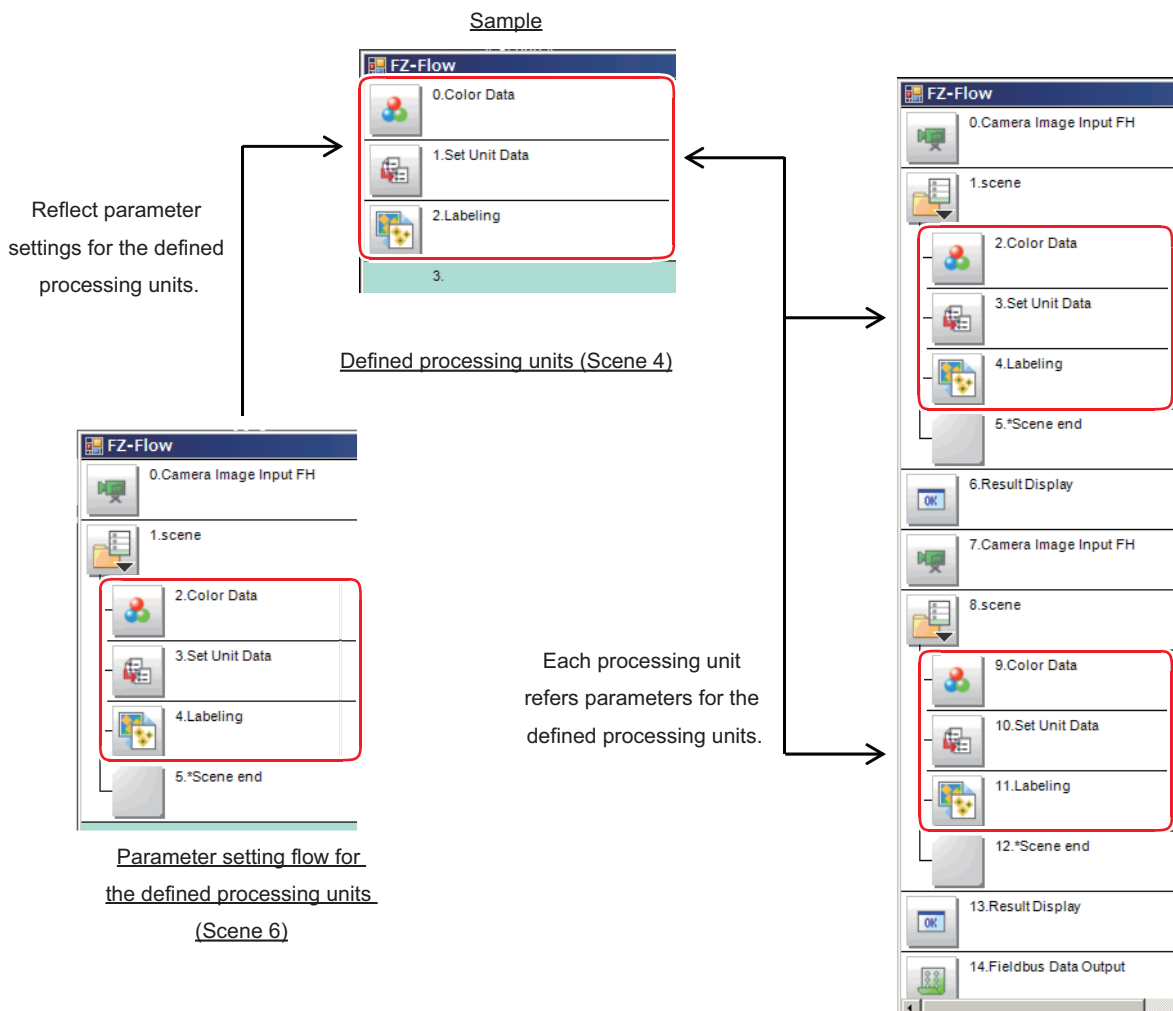 Sample
FZ-Flow
0.Color Data
1.Set Unit Data
2.Labeling
3.
Defined processing units (Scene 4)
Reflect parameter
settings for the defined
processing units.
FZ-Flow
0.Camera Image Input FH
1.scene
2.Color Data
3.Set Unit Data
4.Labeling
5.*Scene end
Parameter setting flow for
the defined processing units
(Scene 6)
Each processing unit
refers parameters for the
defined processing units.
FZ-Flow
0.Camera Image Input FH
1.scene
2.Color Data
3.Set Unit Data
4.Labeling
5.*Scene end
OK
6.Result Display
7.Camera Image Input FH
8.scene
9.Color Data
10.Set Unit Data
11.Labeling
12.*Scene end
OK
13.Result Display
14.Fieldbus Data Output